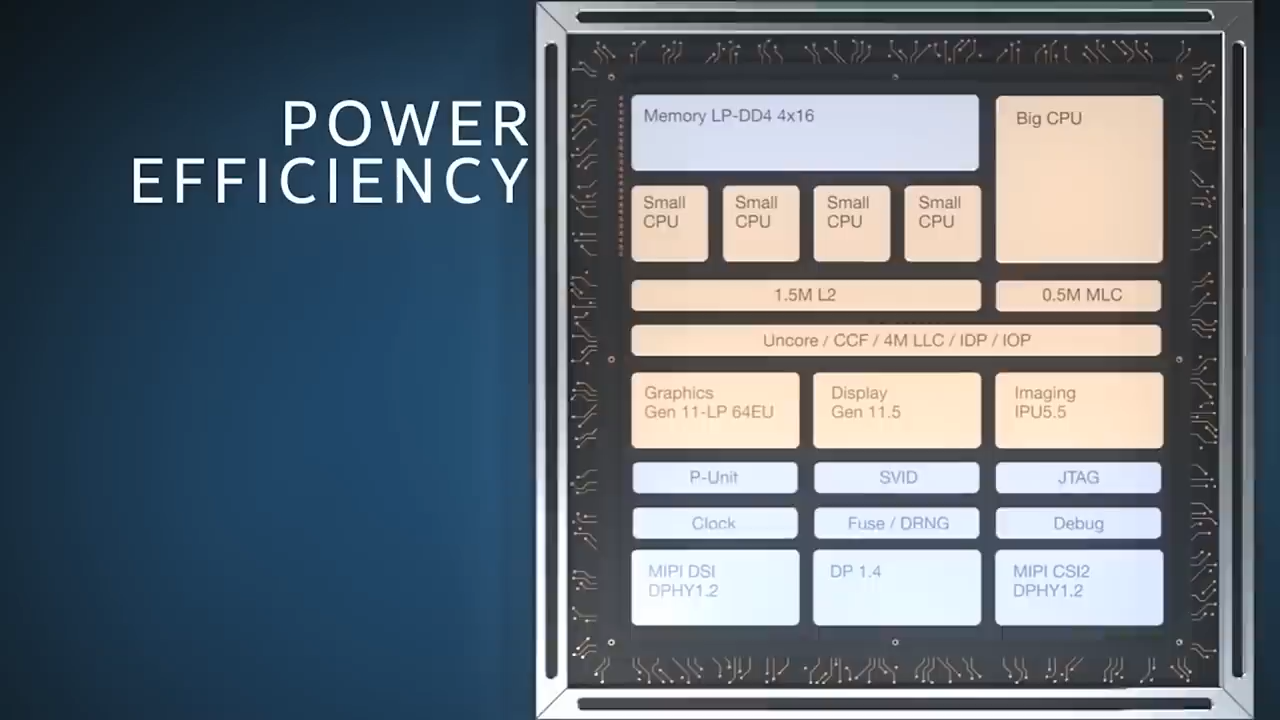 POWER
EFFICIENCY
Memory LP-DD4 4x16
Big CPU
Small
CPU
Small
CPU
Small
CPU
Small
CPU
1.5M L2
0.5M MLC
Uncore / CCF / 4M LLC / IDP / IOP
Graphics
Gen 11-LP 64EU
Display
Gen 11.5
Imaging
IPU5.5
P-Unit
SVID
JTAG
Clock
Fuse / DRNG
Debug
MIPI DSI
DPHY1.2
DP 1.4
MIPI CSI2
DPHY1.2